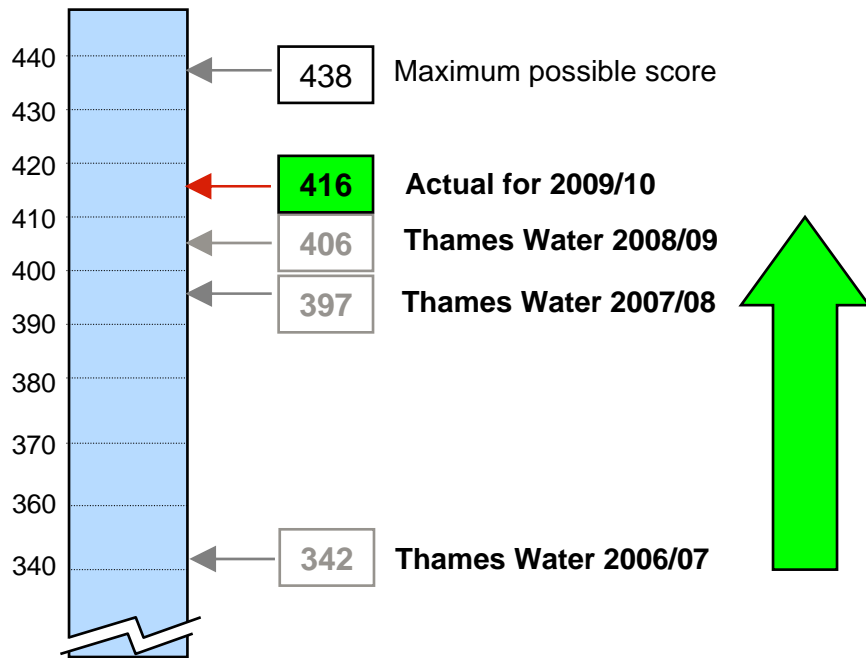 440
438 Maximum possible score
430
420
416 Actual for 2009/10
410
406 Thames Water 2008/09
400
397 Thames Water 2007/08
390
380
370
360
342 Thames Water 2006/07
340